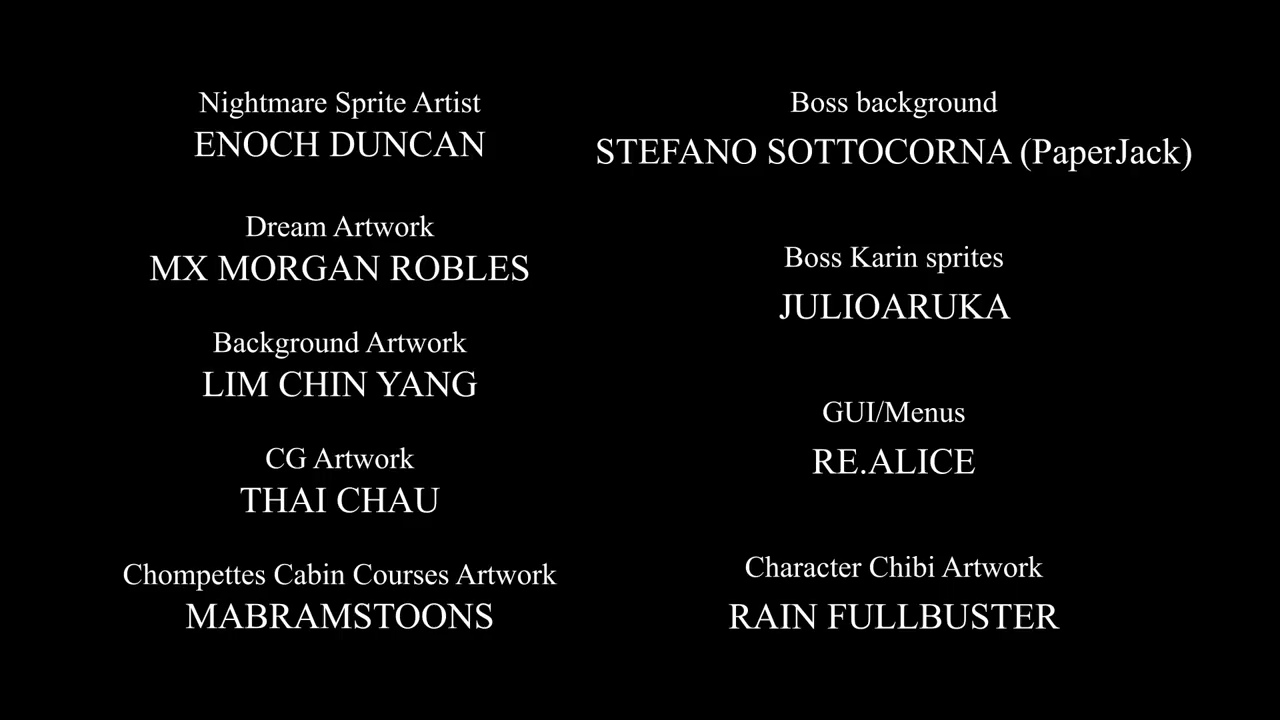 Nightmare Sprite Artist
ENOCH DUNCAN
Dream Artwork
MX MORGAN ROBLES
Background Artwork
LIM CHIN YANG
CG Artwork
THAI CHAU
Chompettes Cabin Courses Artwork
MABRAMSTOONS
Boss background
STEFANO SOTTOCORNA (PaperJack)
Boss Karin sprites
JULIOARUKA
GUI/Menus
RE.ALICE
Character Chibi Artwork
RAIN FULLBUSTER